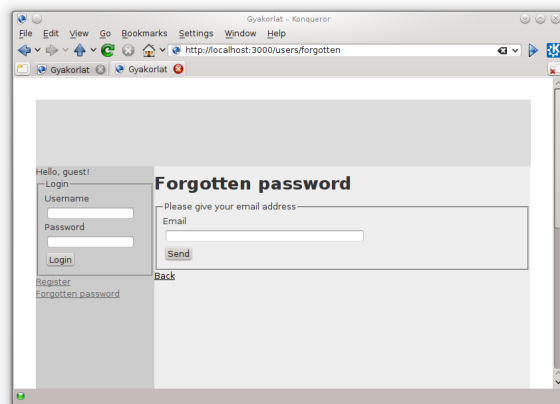 Gyakorlat - Konqueror
File Edit View Go Bookmarks Settings Window Help
http://localhost:3000/users/forgotten
Gyakorlat Gyakorlat
Hello, guest!
Login
Username
Password
Login
Register
Forgotten password
Forgotten password
Please give your email address
Email
Send
Back